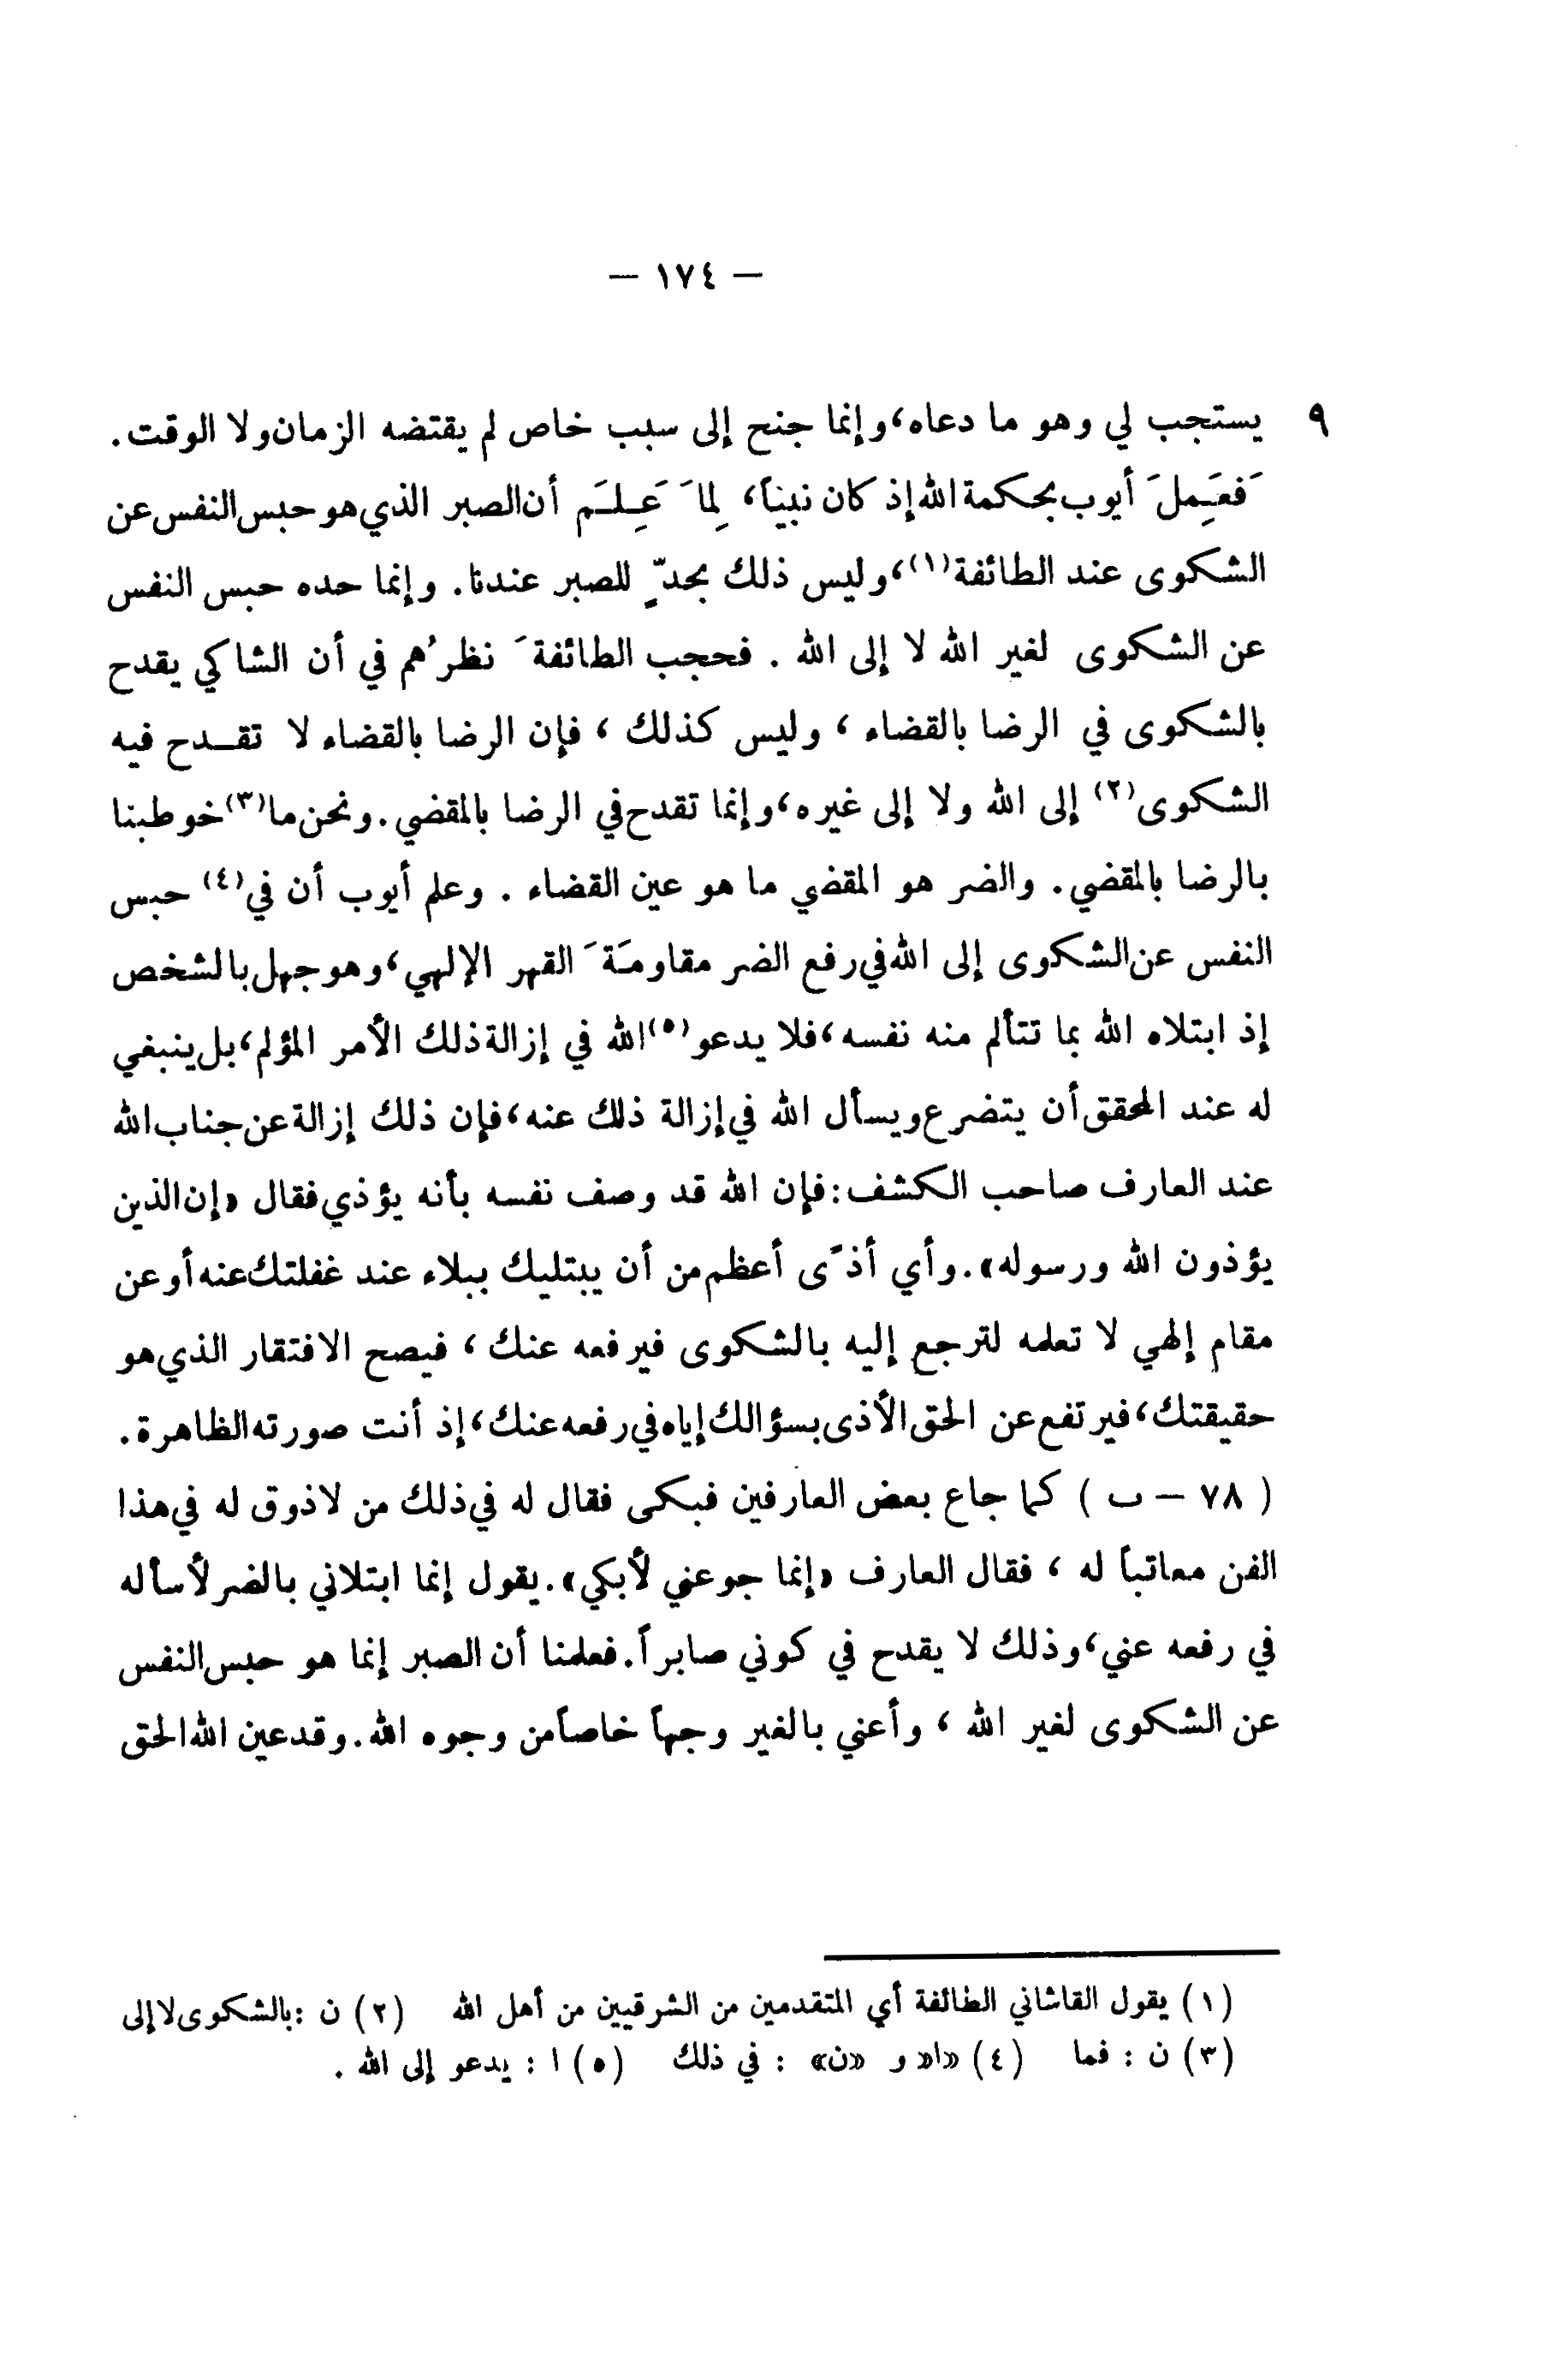 — ١٧٤ —
٩ يستجب لي وهو ما دعاه، وإنما جنح إلى سبب خاص لم يقتضه الزمان ولا الوقت.
فعَمِلَ أيوب بحكمة الله إذ كان نبياً، لِمَا عَلِمَ أن الصبر الذي هو حبس النفس عن
الشكوى عند الطائفة(١)، وليس ذلك بحدٍّ للصبر عندنا. وإنما حده حبس النفس
عن الشكوى لغير الله لا إلى الله . فحجب الطائفةَ نظرُهم في أن الشاكي يقدح
بالشكوى في الرضا بالقضاء ، وليس كذلك ، فإن الرضا بالقضاء لا تقـدح فيه
الشكوى(٢) إلى الله ولا إلى غيره، وإنما تقدح في الرضا بالمقضي. ونحن ما(٣) خوطبنا
بالرضا بالمقضي. والضر هو المقضي ما هو عين القضاء . وعلم أيوب أن في(٤) حبس
النفس عن الشكوى إلى الله في رفع الضر مقاومَةَ القهر الإلهي، وهو جهل بالشخص
إذ ابتلاه الله بما تتألم منه نفسه، فلا يدعو(٥) الله في إزالة ذلك الأمر المؤلم، بل ينبغي
له عند المحقق أن يتضرع ويسأل الله في إزالة ذلك عنه، فإن ذلك إزالة عن جناب الله
عند العارف صاحب الكشف: فإن الله قد وصف نفسه بأنه يؤذي فقال «إن الذين
يؤذون الله ورسوله». وأي أذًى أعظم من أن يبتليك ببلاء عند غفلتك عنه أو عن
مقام إلهي لا تعلمه لترجع إليه بالشكوى فيرفعه عنك ، فيصح الافتقار الذي هو
حقيقتك، فيرتفع عن الحق الأذى بسؤالك إياه في رفعه عنك، إذ أنت صورته الظاهرة.
( ٧٨ — ب ) كما جاع بعض العارفين فبكى فقال له في ذلك من لا ذوق له في هذا
الفن معاتباً له ، فقال العارف «إنما جوعني لأبكي». يقول إنما ابتلاني بالضر لأسأله
في رفعه عني، وذلك لا يقدح في كوني صابراً. فعلمنا أن الصبر إنما هو حبس النفس
عن الشكوى لغير الله ، وأعني بالغير وجهاً خاصاً من وجوه الله. وقد عين الله الحق
(١) يقول القاشاني الطائفة أي المتقدمين من الشرقيين من أهل الله (٢) ن : بالشكوى لا إلى
(٣) ن : فما (٤) «ا» و «ن» : في ذلك (٥) ا : يدعو إلى الله .